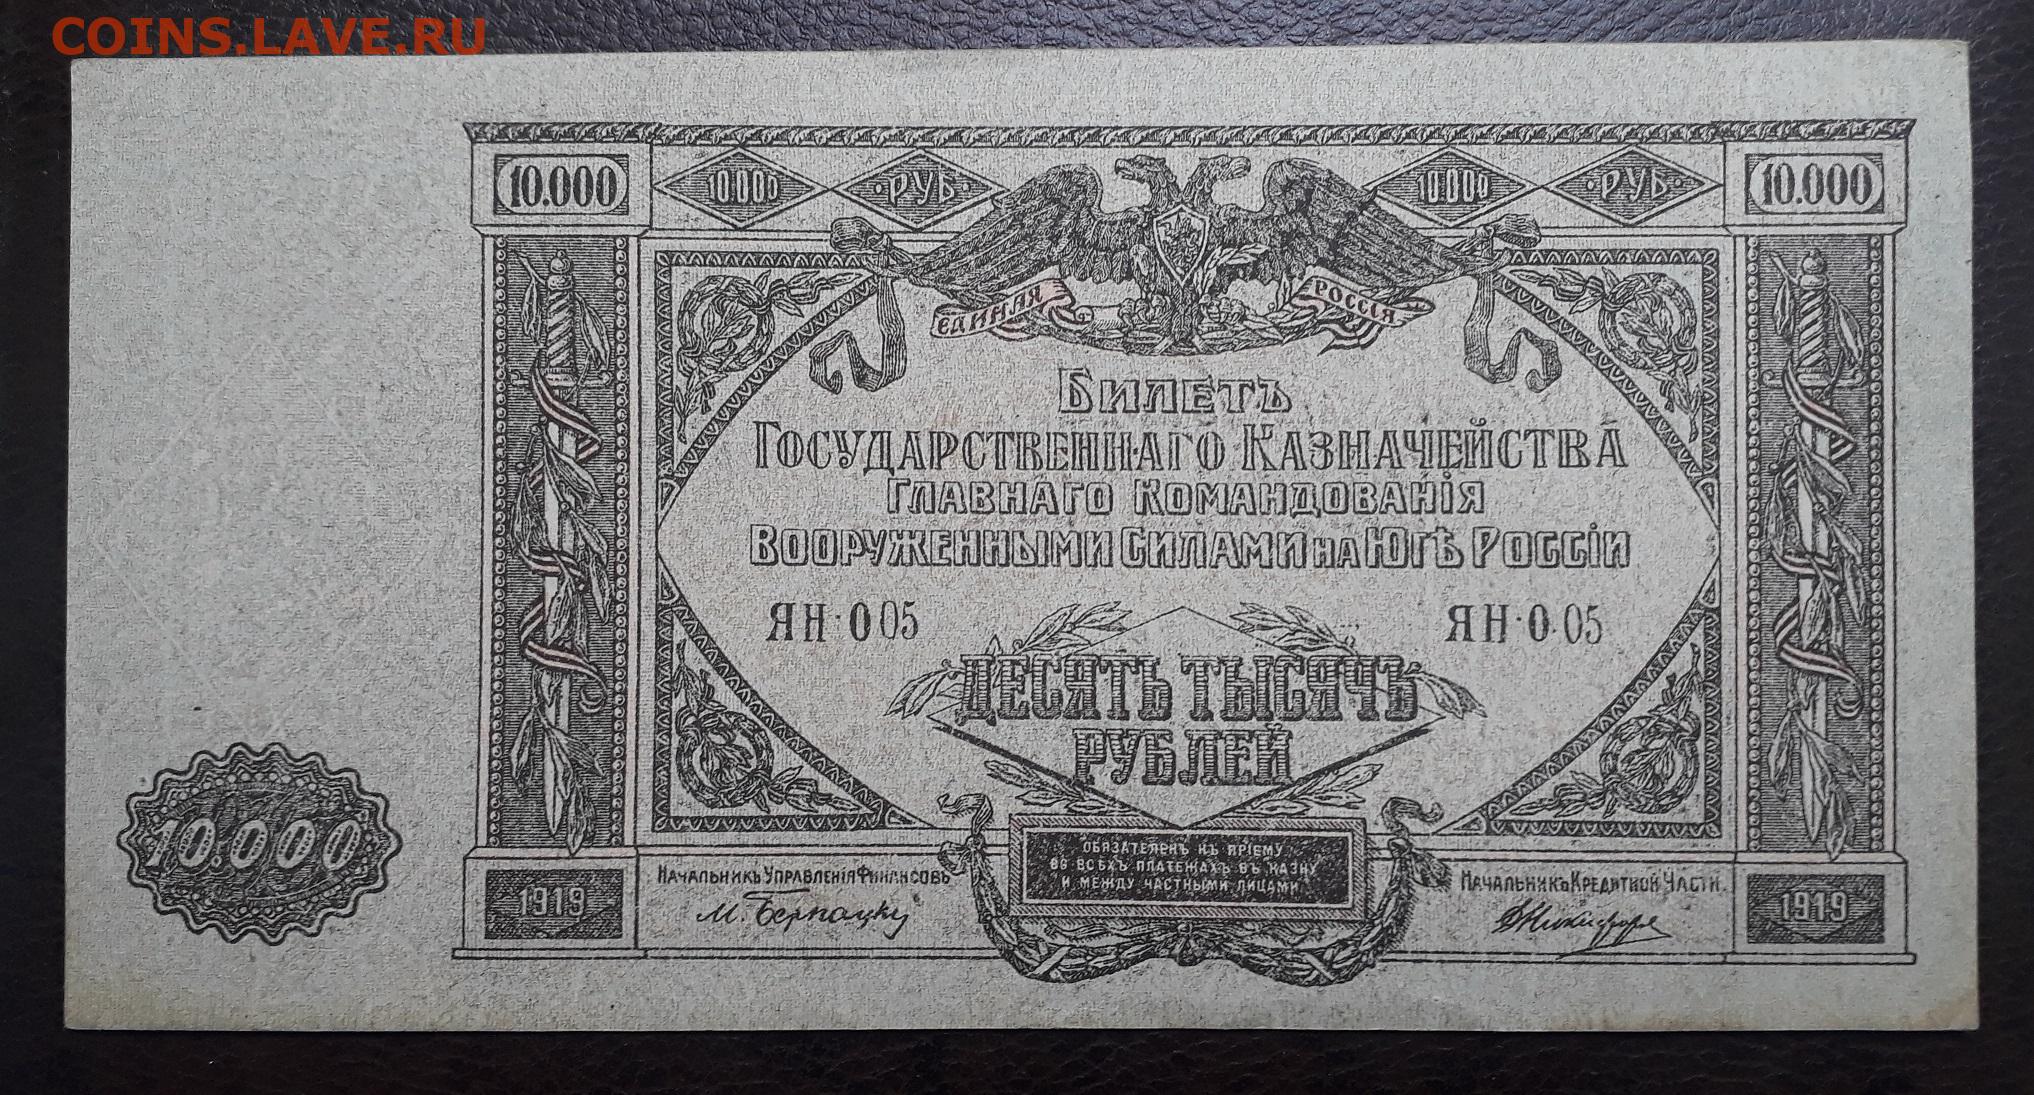 COINS.LAVE.RU
10.000 10.000 РУБ. 10.000 РУБ. 10.000
ЕДИНАЯ РОССІЯ
БИЛЕТЪ
ГОСУДАРСТВЕННАГО КАЗНАЧЕЙСТВА
ГЛАВНАГО КОМАНДОВАНІЯ
ВООРУЖЕННЫМИ СИЛАМИ НА ЮГѢ РОССІИ
ЯН·005 ЯН·0.05
ДЕСЯТЬ ТЫСЯЧЪ
РУБЛЕЙ
10.000
ОБЯЗАТЕЛЕНЪ КЪ ПРІЕМУ
ВО ВСѢХЪ ПЛАТЕЖАХЪ ВЪ КАЗНУ
И МЕЖДУ ЧАСТНЫМИ ЛИЦАМИ
НАЧАЛЬНИКЪ УПРАВЛЕНІЯ ФИНАНСОВЪ НАЧАЛЬНИКЪ КРЕДИТНОЙ ЧАСТИ
1919 М. Бернацкий 1919